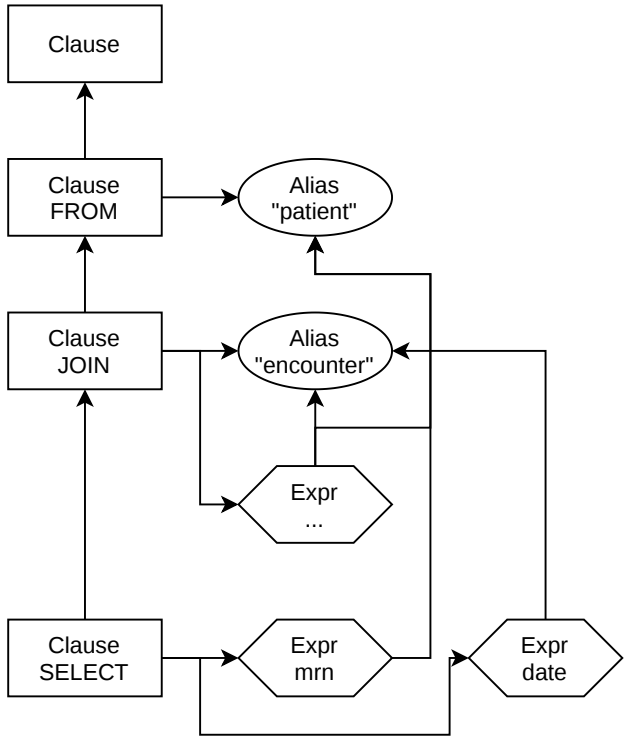 Clause
Clause
FROM
Alias
"patient"
Clause
JOIN
Alias
"encounter"
Expr
...
Clause
SELECT
Expr
mrn
Expr
date